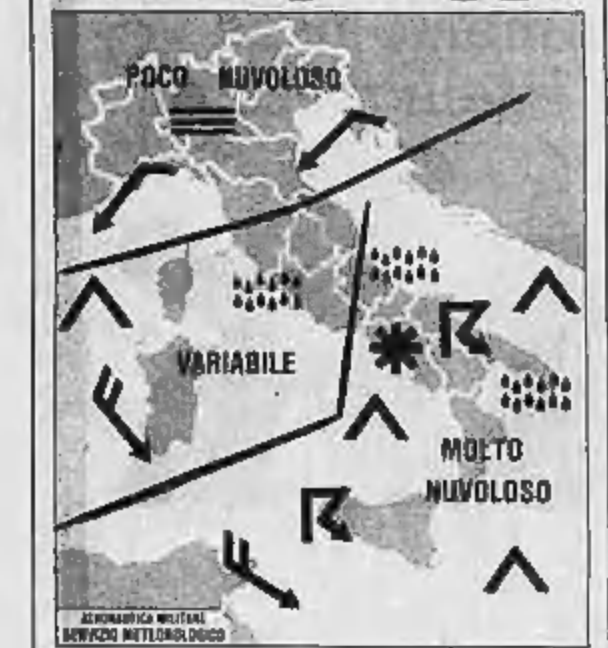 POCO NUVOLOSO
VARIABILE
MOLTO
NUVOLOSO
AERONAUTICA MILITARE
SERVIZIO METEOROLOGICO